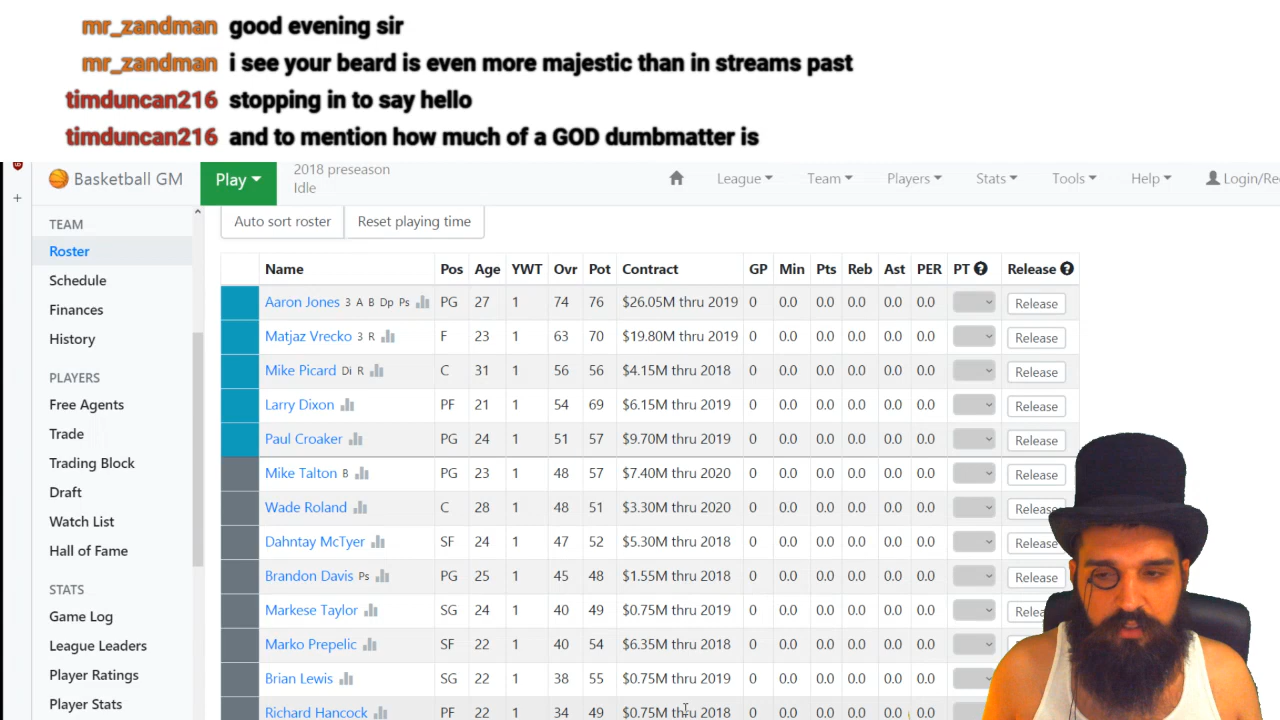 mr_zandman good evening sir
mr_zandman i see your beard is even more majestic than in streams past
timduncan216 stopping in to say hello
timduncan216 and to mention how much of a GOD dumbmatter is
Basketball GM Play 2018 preseason League Team Players Stats Tools Help Login/Re
Idle
Auto sort roster Reset playing time
TEAM
Roster
Schedule
Finances
History
PLAYERS
Free Agents
Trade
Trading Block
Draft
Watch List
Hall of Fame
STATS
Game Log
League Leaders
Player Ratings
Player Stats
Name Pos Age YWT Ovr Pot Contract GP Min Pts Reb Ast PER PT ? Release ?
Aaron Jones 3 A B Dp Ps PG 27 1 74 76 $26.05M thru 2019 0 0.0 0.0 0.0 0.0 0.0 Release
Matjaz Vrecko 3 R F 23 1 63 70 $19.80M thru 2019 0 0.0 0.0 0.0 0.0 0.0 Release
Mike Picard Di R C 31 1 56 56 $4.15M thru 2018 0 0.0 0.0 0.0 0.0 0.0 Release
Larry Dixon PF 21 1 54 69 $6.15M thru 2019 0 0.0 0.0 0.0 0.0 0.0 Release
Paul Croaker PG 24 1 51 57 $9.70M thru 2019 0 0.0 0.0 0.0 0.0 0.0 Release
Mike Talton B PG 23 1 48 57 $7.40M thru 2020 0 0.0 0.0 0.0 0.0 0.0 Release
Wade Roland C 28 1 48 51 $3.30M thru 2020 0 0.0 0.0 0.0 0.0 0.0 Release
Dahntay McTyer SF 24 1 47 52 $5.30M thru 2018 0 0.0 0.0 0.0 0.0 0.0 Release
Brandon Davis Ps PG 25 1 45 48 $1.55M thru 2018 0 0.0 0.0 0.0 0.0 0.0 Release
Markese Taylor SG 24 1 40 49 $0.75M thru 2019 0 0.0 0.0 0.0 0.0 0.0 Relea
Marko Prepelic SF 22 1 40 54 $6.35M thru 2018 0 0.0 0.0 0.0 0.0 0.0
Brian Lewis SG 22 1 38 55 $0.75M thru 2019 0 0.0 0.0 0.0 0.0 0.0
Richard Hancock PF 22 1 34 49 $0.75M thru 2018 0 0.0 0.0 0.0 0.0 0.0